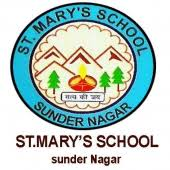 ST. MARY'S SCHOOL
सत्य की जय
SUNDER NAGAR
ST.MARY'S SCHOOL
sunder Nagar